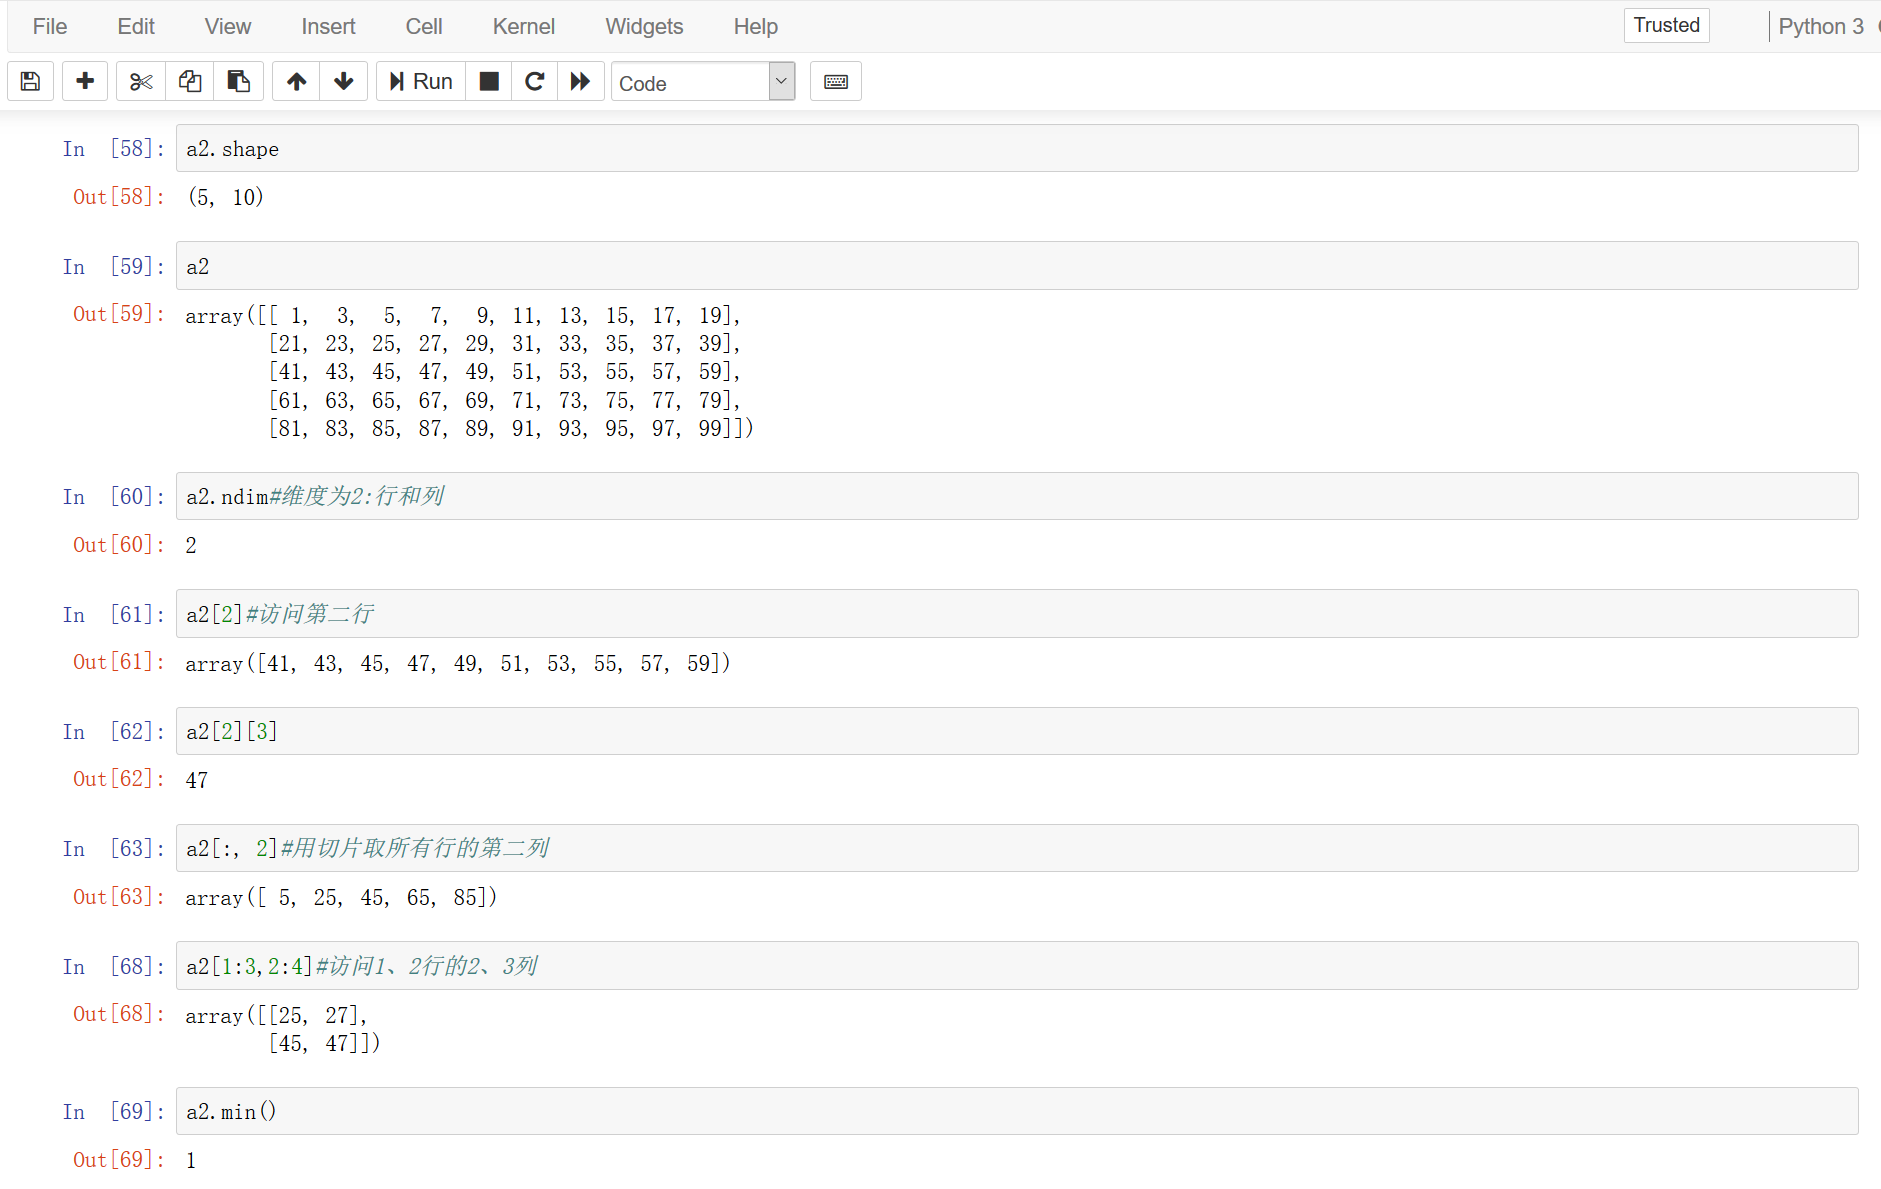 File Edit View Insert Cell Kernel Widgets Help Trusted Python 3
Run Code
In [58]: a2.shape
Out[58]: (5, 10)
In [59]: a2
Out[59]: array([[ 1,  3,  5,  7,  9, 11, 13, 15, 17, 19],
[21, 23, 25, 27, 29, 31, 33, 35, 37, 39],
[41, 43, 45, 47, 49, 51, 53, 55, 57, 59],
[61, 63, 65, 67, 69, 71, 73, 75, 77, 79],
[81, 83, 85, 87, 89, 91, 93, 95, 97, 99]])
In [60]: a2.ndim#维度为2:行和列
Out[60]: 2
In [61]: a2[2]#访问第二行
Out[61]: array([41, 43, 45, 47, 49, 51, 53, 55, 57, 59])
In [62]: a2[2][3]
Out[62]: 47
In [63]: a2[:, 2]#用切片取所有行的第二列
Out[63]: array([ 5, 25, 45, 65, 85])
In [68]: a2[1:3,2:4]#访问1、2行的2、3列
Out[68]: array([[25, 27],
[45, 47]])
In [69]: a2.min()
Out[69]: 1